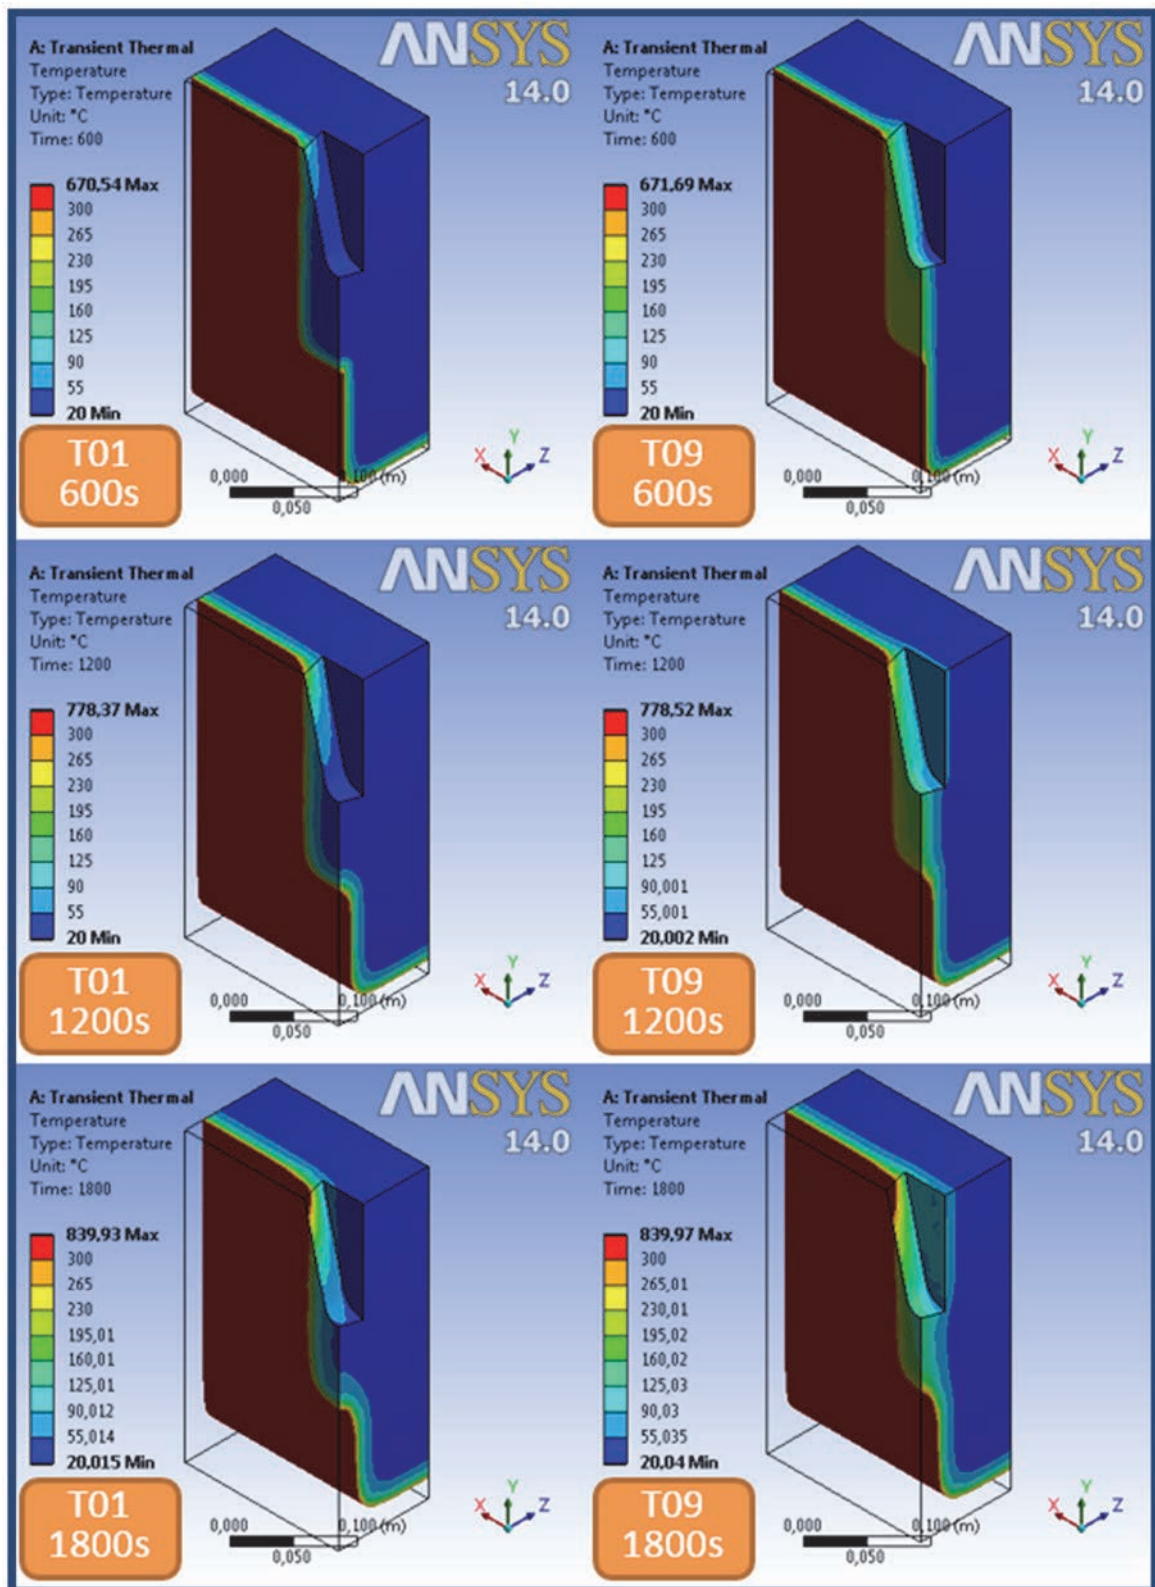 A: Transient Thermal
Temperature
Type: Temperature
Unit: °C
Time: 600
ANSYS
14.0
670,54 Max
300
265
230
195
160
125
90
55
20 Min
T01
600s
0,000
0,100 (m)
0,050
X
Y
Z
A: Transient Thermal
Temperature
Type: Temperature
Unit: °C
Time: 600
ANSYS
14.0
671,69 Max
300
265
230
195
160
125
90
55
20 Min
T09
600s
0,000
0,100 (m)
0,050
X
Y
Z
A: Transient Thermal
Temperature
Type: Temperature
Unit: °C
Time: 1200
ANSYS
14.0
778,37 Max
300
265
230
195
160
125
90
55
20 Min
T01
1200s
0,000
0,100 (m)
0,050
X
Y
Z
A: Transient Thermal
Temperature
Type: Temperature
Unit: °C
Time: 1200
ANSYS
14.0
778,52 Max
300
265
230
195
160
125
90,001
55,001
20,002 Min
T09
1200s
0,000
0,100 (m)
0,050
X
Y
Z
A: Transient Thermal
Temperature
Type: Temperature
Unit: °C
Time: 1800
ANSYS
14.0
839,93 Max
300
265
230
195,01
160,01
125,01
90,012
55,014
20,015 Min
T01
1800s
0,000
0,100 (m)
0,050
X
Y
Z
A: Transient Thermal
Temperature
Type: Temperature
Unit: °C
Time: 1800
ANSYS
14.0
839,97 Max
300
265,01
230,01
195,02
160,02
125,03
90,03
55,035
20,04 Min
T09
1800s
0,000
0,100 (m)
0,050
X
Y
Z